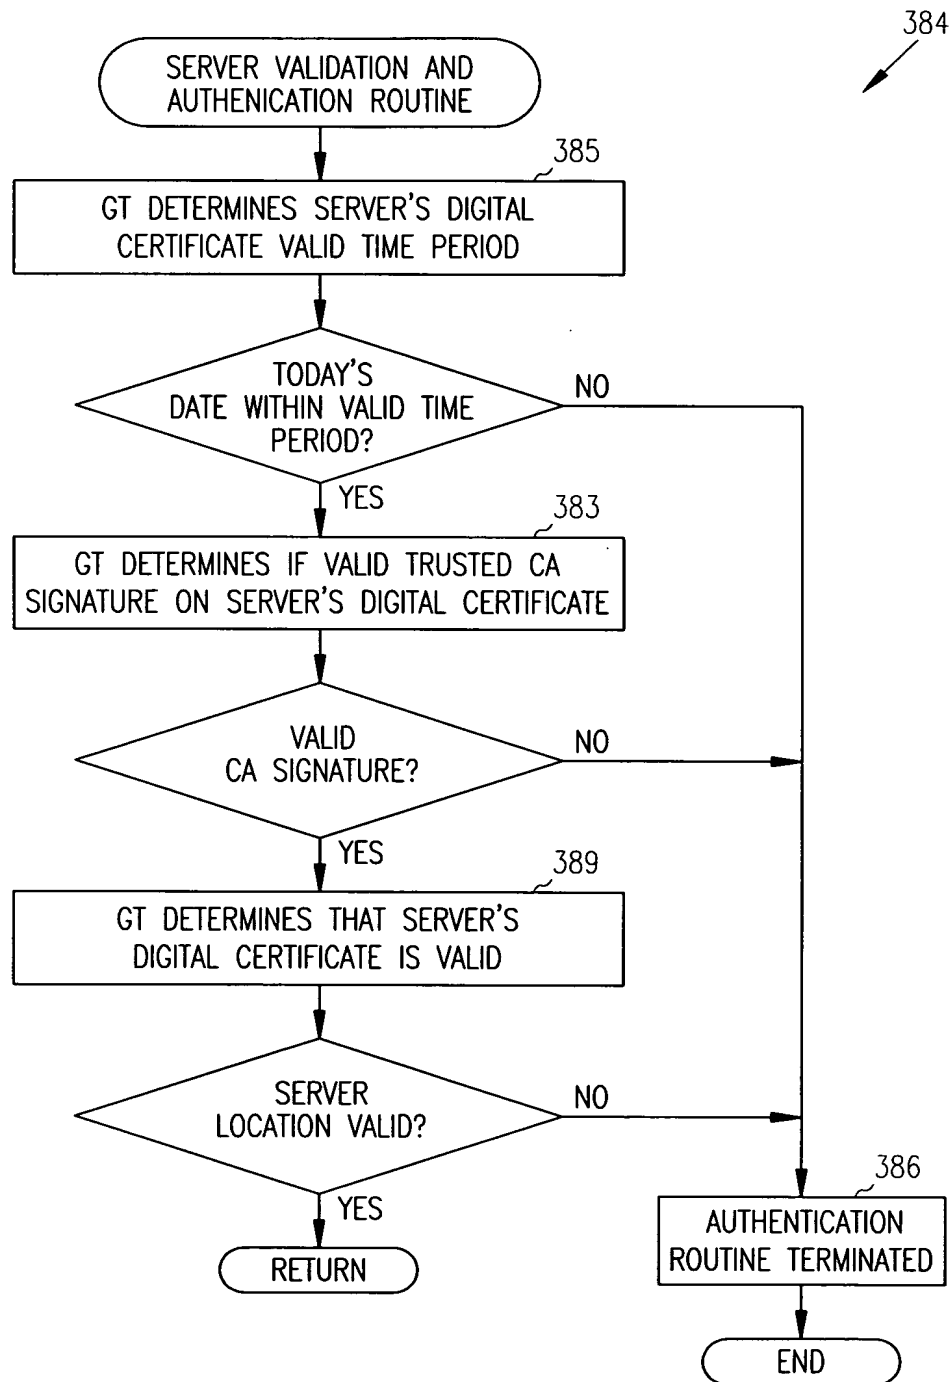 384
SERVER VALIDATION AND
AUTHENICATION ROUTINE
385
GT DETERMINES SERVER'S DIGITAL
CERTIFICATE VALID TIME PERIOD
TODAY'S
DATE WITHIN VALID TIME
PERIOD?
NO
YES
383
GT DETERMINES IF VALID TRUSTED CA
SIGNATURE ON SERVER'S DIGITAL CERTIFICATE
VALID
CA SIGNATURE?
NO
YES
389
GT DETERMINES THAT SERVER'S
DIGITAL CERTIFICATE IS VALID
SERVER
LOCATION VALID?
NO
YES
RETURN
386
AUTHENTICATION
ROUTINE TERMINATED
END